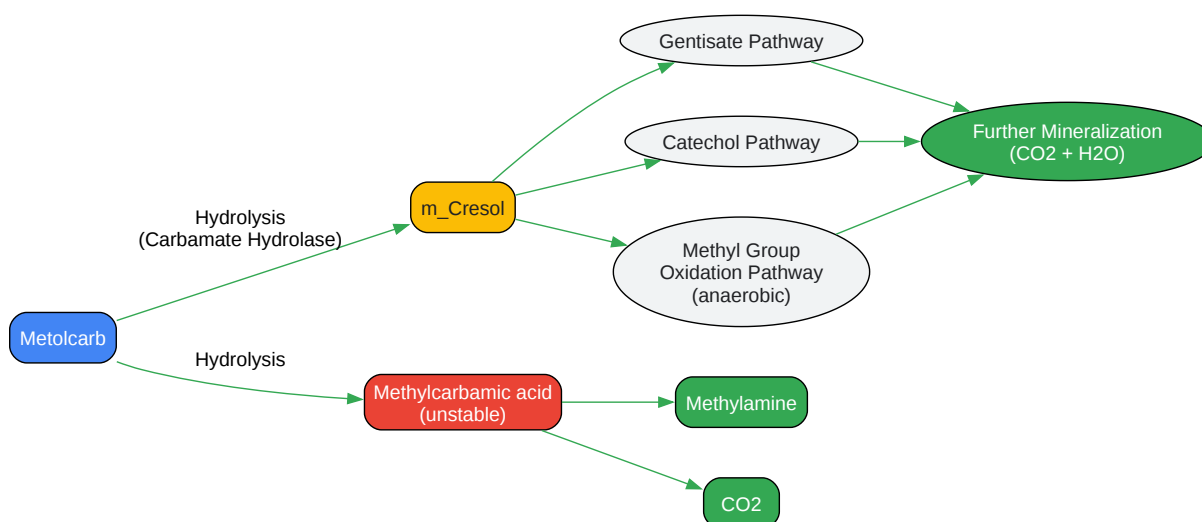 Gentisate Pathway
Catechol Pathway
Further Mineralization
(CO2 + H2O)
m_Cresol
Hydrolysis
(Carbamate Hydrolase)
Methyl Group
Oxidation Pathway
(anaerobic)
Metolcarb
Hydrolysis
Methylcarbamic acid
(unstable)
Methylamine
CO2